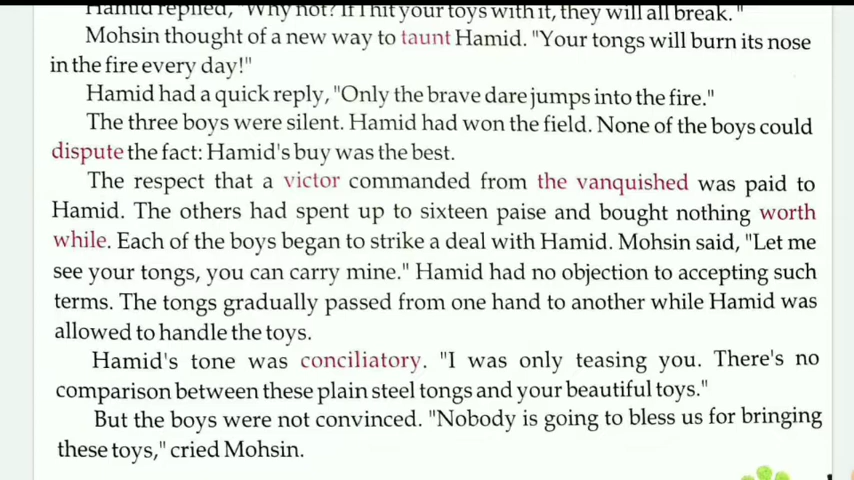 Hamid replied, "Why not? If I hit your toys with it, they will all break."
Mohsin thought of a new way to taunt Hamid. "Your tongs will burn its nose
in the fire every day!"
Hamid had a quick reply, "Only the brave dare jumps into the fire."
The three boys were silent. Hamid had won the field. None of the boys could
dispute the fact: Hamid's buy was the best.
The respect that a victor commanded from the vanquished was paid to
Hamid. The others had spent up to sixteen paise and bought nothing worth
while. Each of the boys began to strike a deal with Hamid. Mohsin said, "Let me
see your tongs, you can carry mine." Hamid had no objection to accepting such
terms. The tongs gradually passed from one hand to another while Hamid was
allowed to handle the toys.
Hamid's tone was conciliatory. "I was only teasing you. There's no
comparison between these plain steel tongs and your beautiful toys."
But the boys were not convinced. "Nobody is going to bless us for bringing
these toys," cried Mohsin.